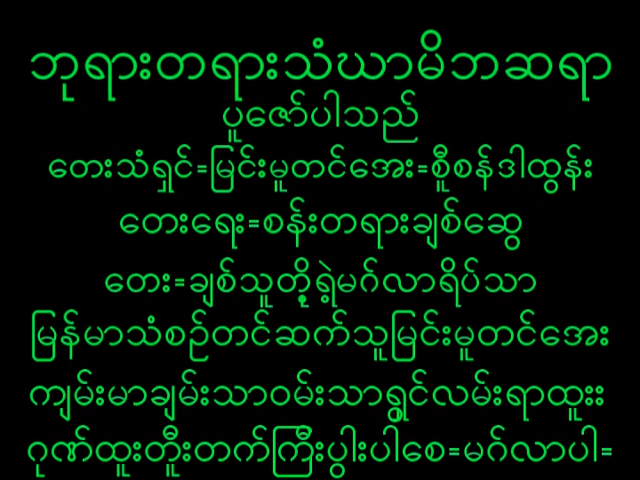 ဘုရားတရားသံဃာမိဘဆရာ
ပူဇော်ပါသည်
တေးသံရှင်=မြင်းမူတင်အေး=စူီစန်ဒါထွန်း
တေးရေး=စန်းတရားချစ်ဆွေ
တေး=ချစ်သူတို့ရဲ့မင်္ဂလာရိပ်သာ
မြန်မာသံစဉ်တင်ဆက်သူမြင်းမူတင်အေး
ကျမ်းမာချမ်းသာဝမ်းသာရွှင်လမ်းရာထူးး
ဂုဏ်ထူးတိူးတက်ကြီးပွါးပါစေ=မင်္ဂလာပါ=